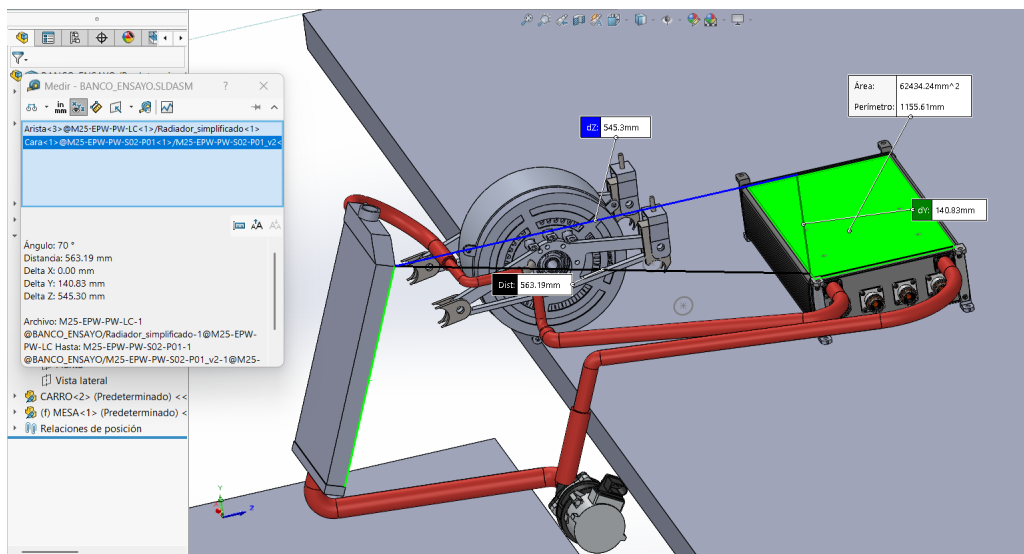 Medir - BANCO_ENSAYO.SLDASM
?
in
mm
Arista<3>@M25-EPW-PW-LC<1>/Radiador_simplificado<1>
Cara<1>@M25-EPW-PW-S02-P01<1>/M25-EPW-PW-S02-P01_v2<
Ángulo: 70 °
Distancia: 563.19 mm
Delta X: 0.00 mm
Delta Y: 140.83 mm
Delta Z: 545.30 mm
Archivo: M25-EPW-PW-LC-1
@BANCO_ENSAYO/Radiador_simplificado-1@M25-EPW-
PW-LC Hasta: M25-EPW-PW-S02-P01-1
@BANCO_ENSAYO/M25-EPW-PW-S02-P01_v2-1@M25-
Vista lateral
CARRO<2> (Predeterminado) <<
(f) MESA<1> (Predeterminado) <
Relaciones de posición
Área: 62434.24mm^2
Perímetro: 1155.61mm
dZ: 545.3mm
dY: 140.83mm
Dist: 563.19mm
Y
Z